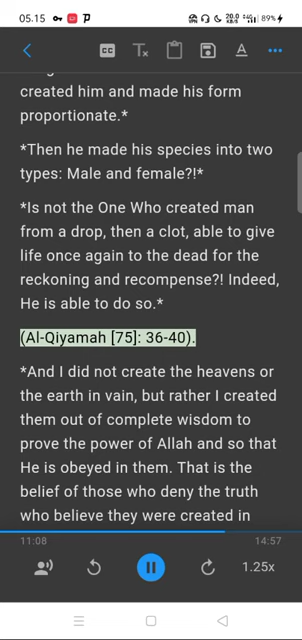 05.15
20.0
KB/S
89%
CC
created him and made his form
proportionate.*
*Then he made his species into two
types: Male and female?!*
*Is not the One Who created man
from a drop, then a clot, able to give
life once again to the dead for the
reckoning and recompense?! Indeed,
He is able to do so.*
(Al-Qiyamah [75]: 36-40).
*And I did not create the heavens or
the earth in vain, but rather I created
them out of complete wisdom to
prove the power of Allah and so that
He is obeyed in them. That is the
belief of those who deny the truth
who believe they were created in
11:08
14:57
1.25x